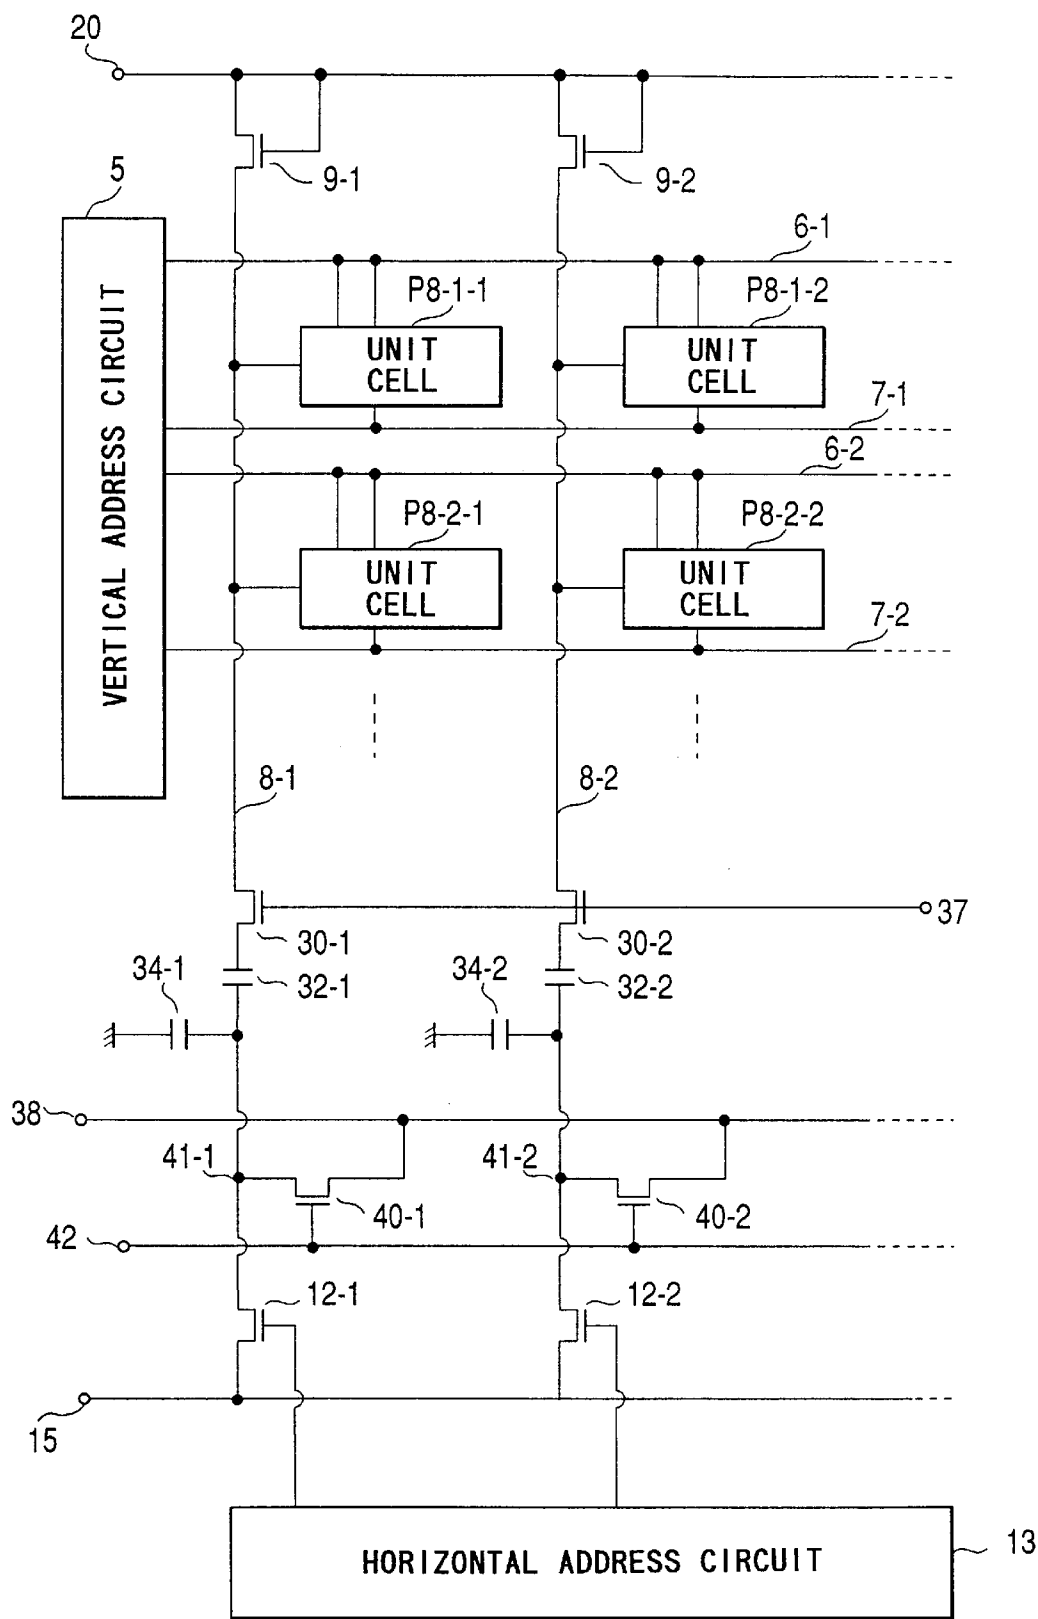 20
9-1
9-2
5
6-1
VERTICAL ADDRESS CIRCUIT
P8-1-1
P8-1-2
UNIT
CELL
UNIT
CELL
7-1
6-2
P8-2-1
P8-2-2
UNIT
CELL
UNIT
CELL
7-2
8-1
8-2
37
30-1
30-2
34-1
32-1
34-2
32-2
38
41-1
41-2
40-1
40-2
42
12-1
12-2
15
HORIZONTAL ADDRESS CIRCUIT
13